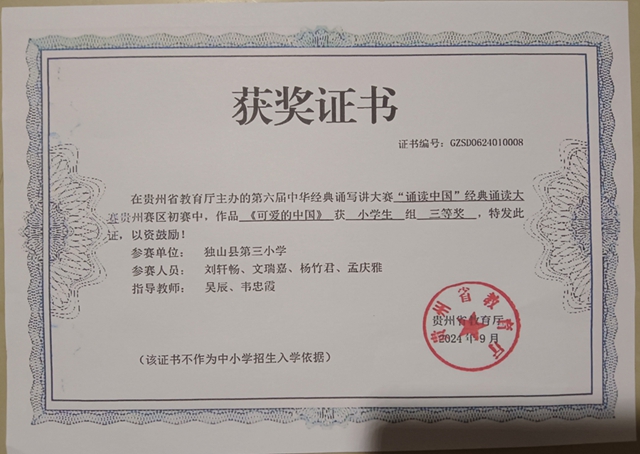 获奖证书
证书编号：GZSD0624010008
在贵州省教育厅主办的第六届中华经典诵写讲大赛“诵读中国”经典诵读大
赛贵州赛区初赛中，作品《可爱的中国》获 小学生 组 三等奖，特发此
证，以资鼓励！
参赛单位： 独山县第三小学
参赛人员： 刘轩畅、文瑞嘉、杨竹君、孟庆雅
指导教师： 吴辰、韦忠霞
贵州省教育厅
贵州省教育厅
2024年9月
（该证书不作为中小学招生入学依据）